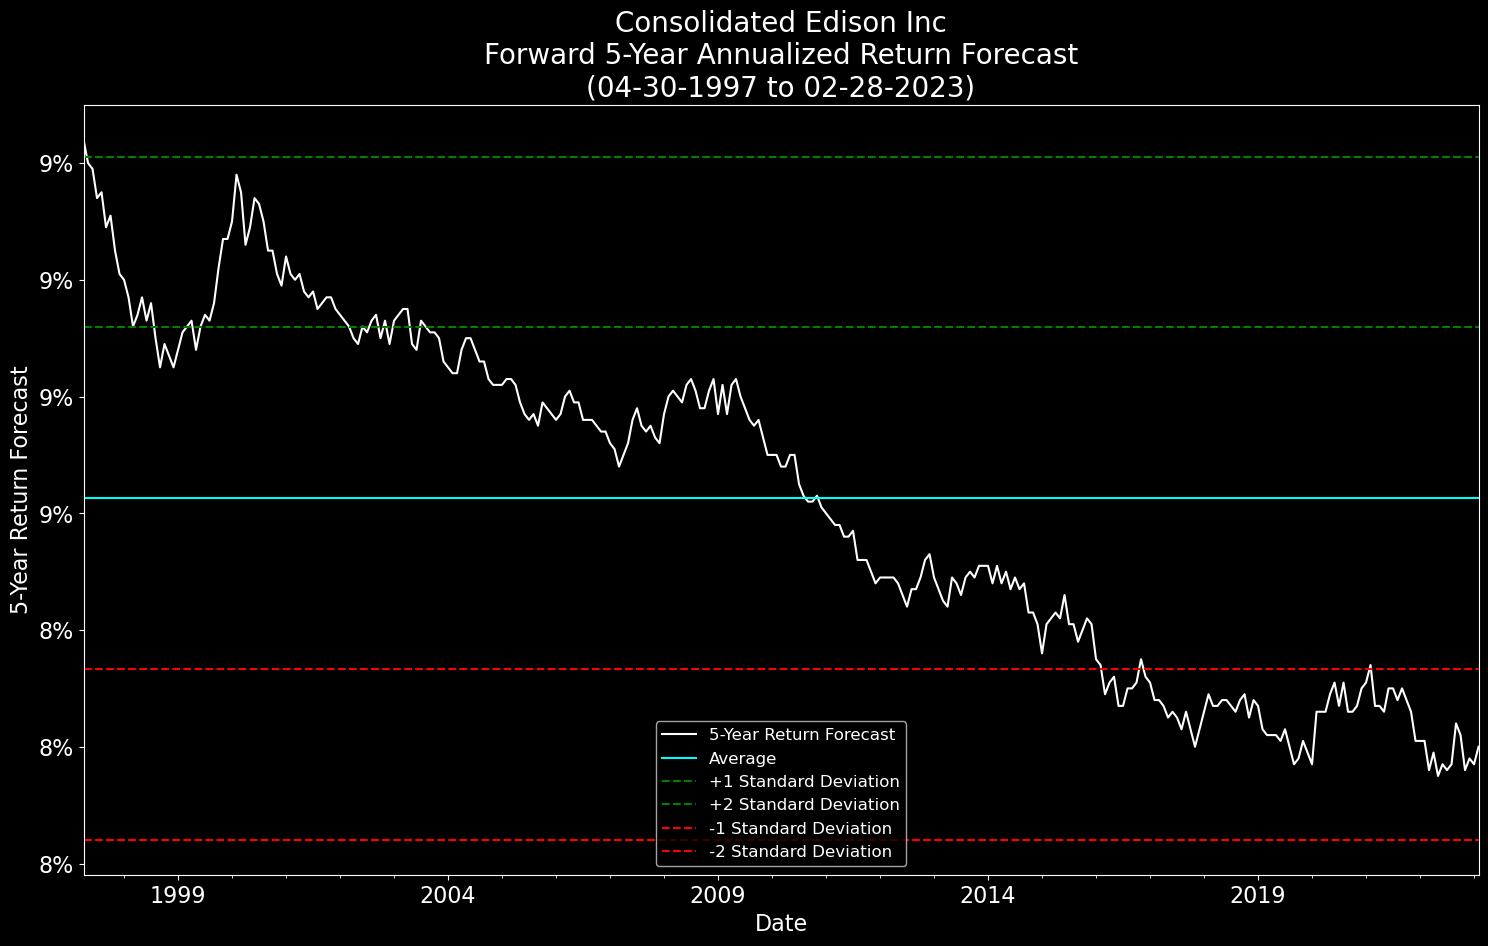 Consolidated Edison Inc
Forward 5-Year Annualized Return Forecast
(04-30-1997 to 02-28-2023)
5-Year Return Forecast
9%
9%
9%
9%
8%
8%
8%
5-Year Return Forecast
Average
+1 Standard Deviation
+2 Standard Deviation
-1 Standard Deviation
-2 Standard Deviation
1999 2004 2009 2014 2019
Date